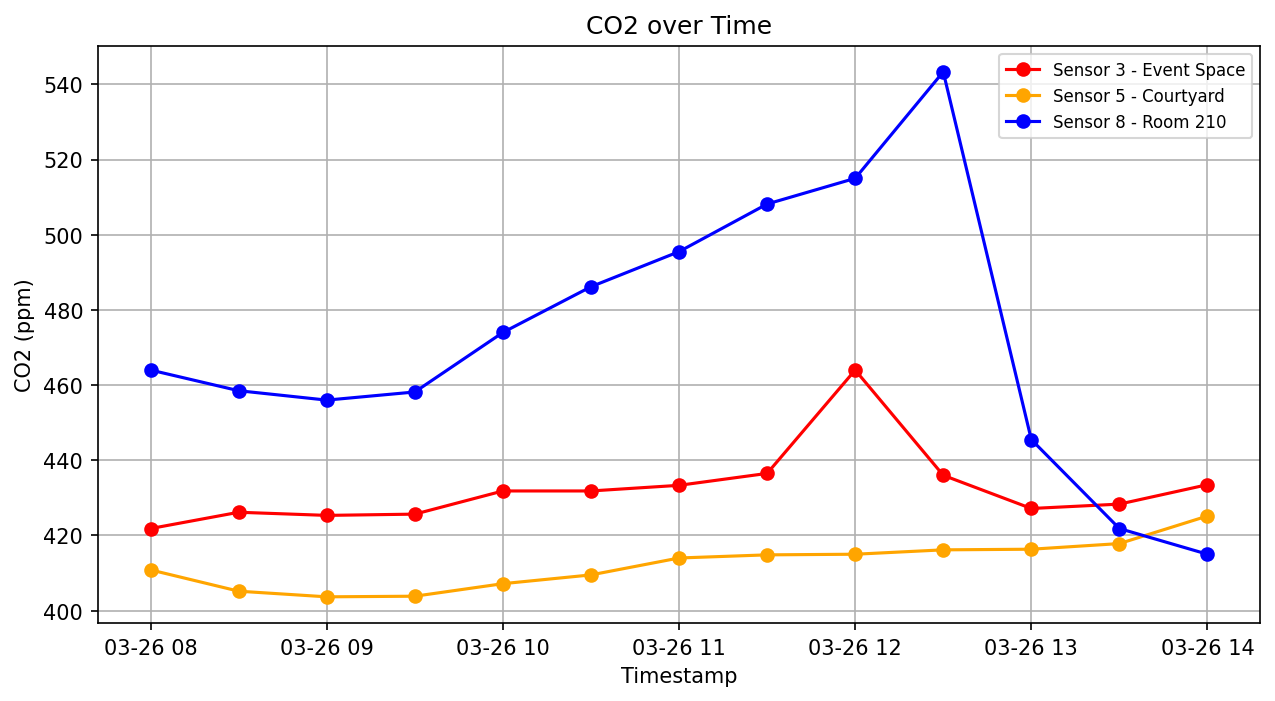 CO2 over Time
CO2 (ppm)
540
520
500
480
460
440
420
400
Sensor 3 - Event Space
Sensor 5 - Courtyard
Sensor 8 - Room 210
03-26 08 03-26 09 03-26 10 03-26 11 03-26 12 03-26 13 03-26 14
Timestamp